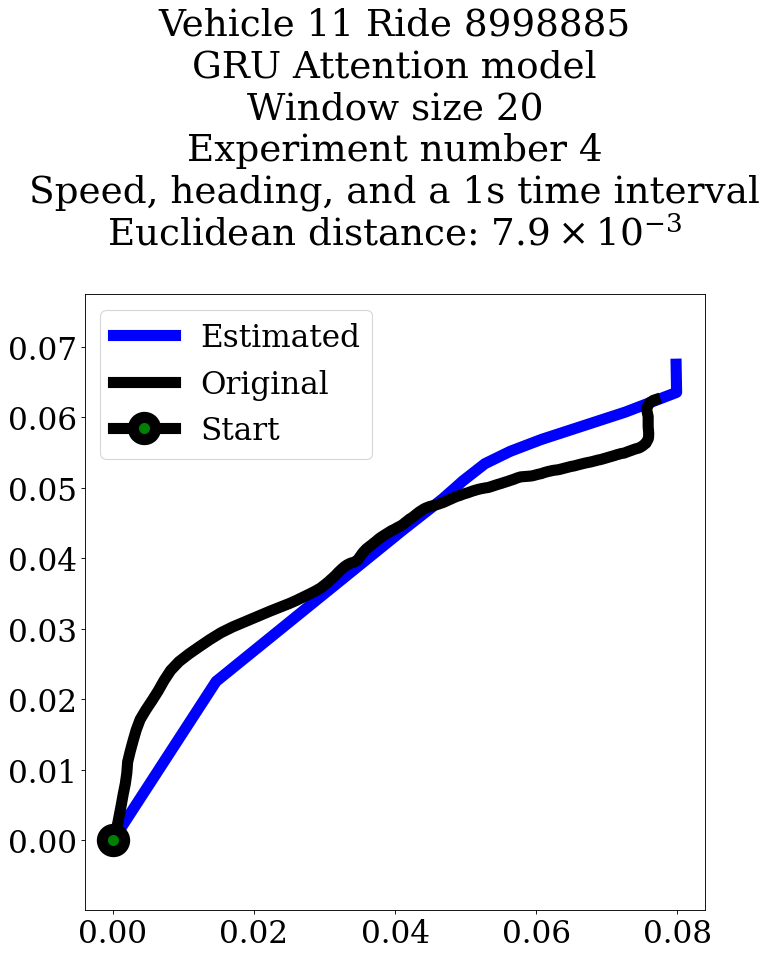 Vehicle 11 Ride 8998885
GRU Attention model
Window size 20
Experiment number 4
Speed, heading, and a 1s time interval
Euclidean distance: 7.9 × 10⁻³
Estimated
Original
Start
0.07
0.06
0.05
0.04
0.03
0.02
0.01
0.00
0.00 0.02 0.04 0.06 0.08